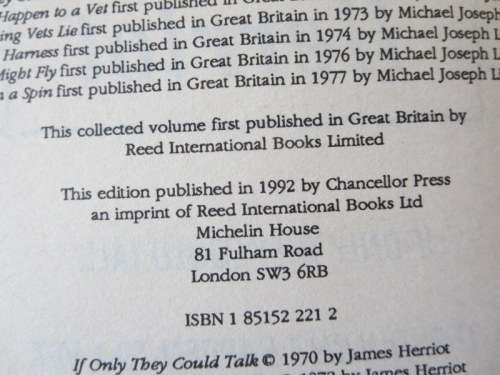 Happen to a Vet first published in Great Britain in
ing Vets Lie first published in Great Britain in 1973 by Michael Joseph
Harness first published in Great Britain in 1974 by Michael Joseph L
Might Fly first published in Great Britain in 1976 by Michael Joseph L
n a Spin first published in Great Britain in 1977 by Michael Joseph Li
This collected volume first published in Great Britain by
Reed International Books Limited
This edition published in 1992 by Chancellor Press
an imprint of Reed International Books Ltd
Michelin House
81 Fulham Road
London SW3 6RB
ISBN 1 85152 221 2
If Only They Could Talk © 1970 by James Herriot
by James Herriot